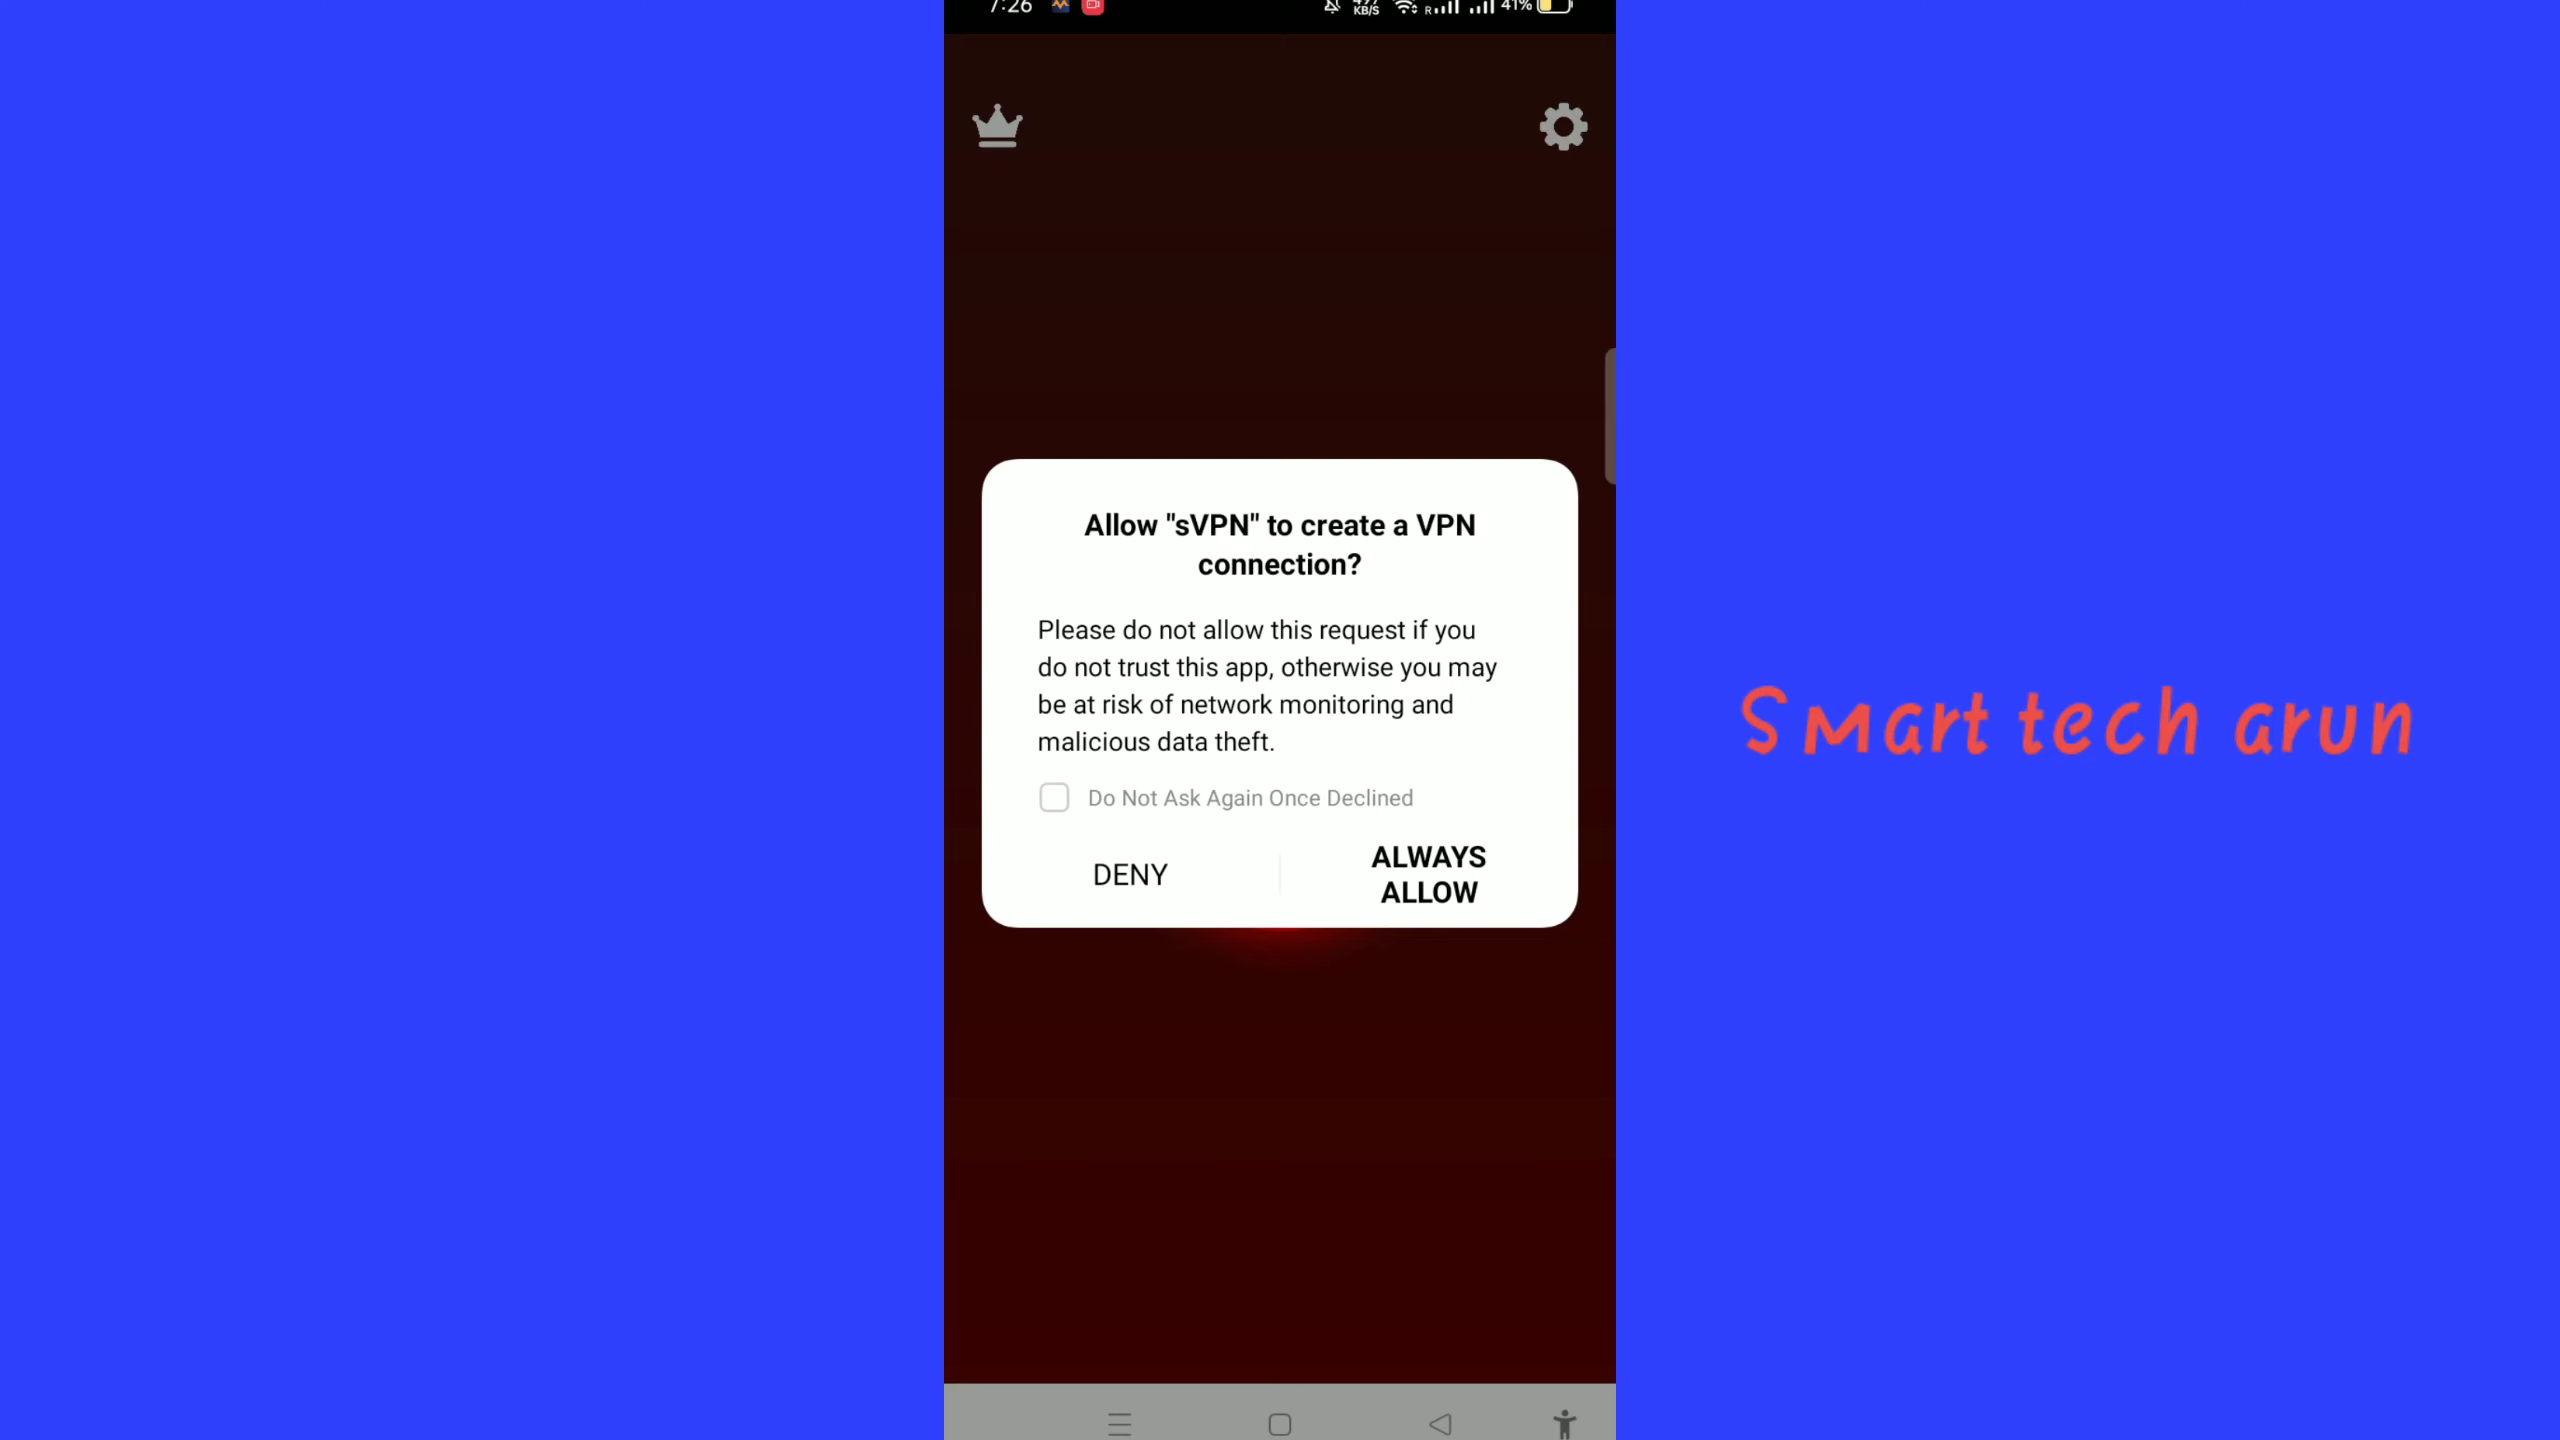 7:26
KB/S
R
41%
Allow "sVPN" to create a VPN
connection?
Please do not allow this request if you
do not trust this app, otherwise you may
be at risk of network monitoring and
malicious data theft.
Do Not Ask Again Once Declined
DENY
ALWAYS
ALLOW
Smart tech arun